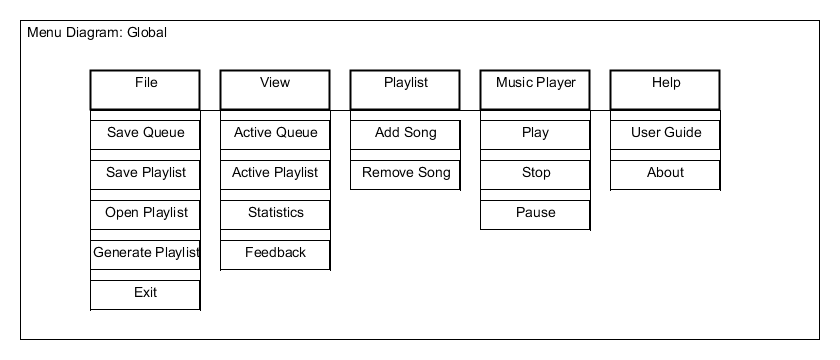 Menu Diagram: Global
File
View
Playlist
Music Player
Help
Save Queue
Active Queue
Add Song
Play
User Guide
Save Playlist
Active Playlist
Remove Song
Stop
About
Open Playlist
Statistics
Pause
Generate Playlist
Feedback
Exit